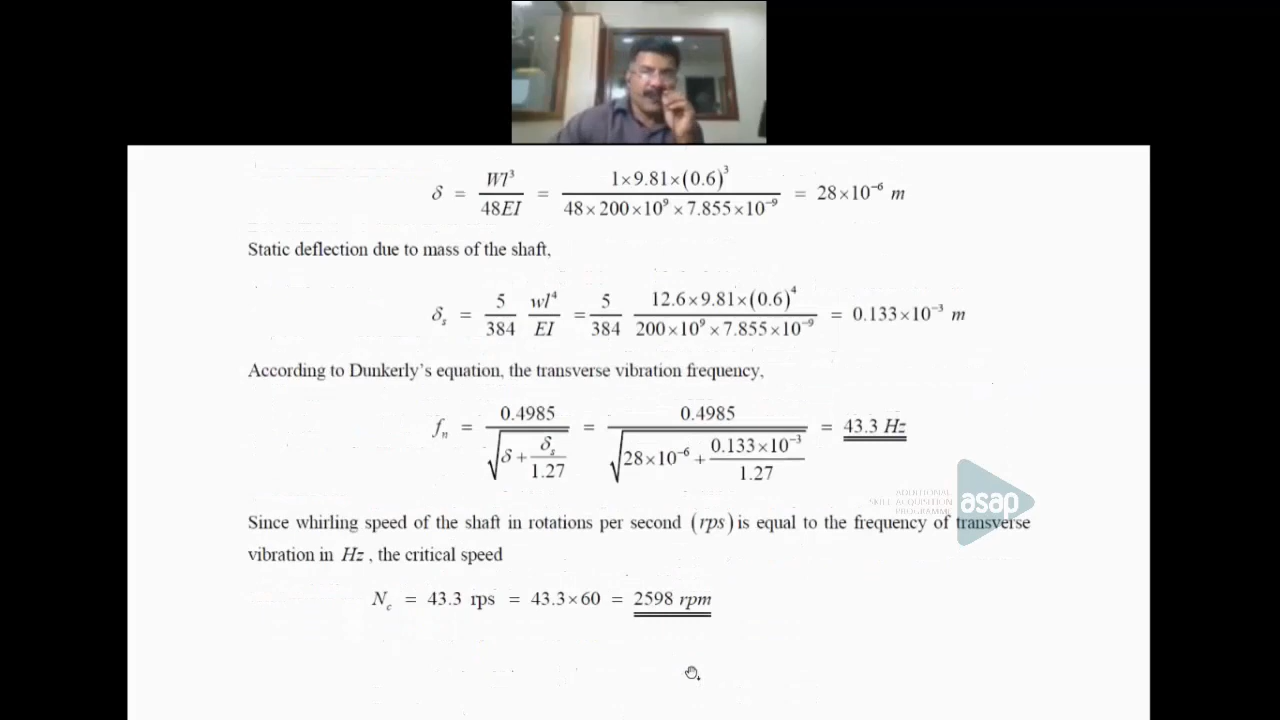 δ = Wl³/48EI = 1×9.81×(0.6)³/48×200×10⁹×7.855×10⁻⁹ = 28×10⁻⁶ m
Static deflection due to mass of the shaft,
δₛ = 5/384 wl⁴/EI = 5/384 12.6×9.81×(0.6)⁴/200×10⁹×7.855×10⁻⁹ = 0.133×10⁻³ m
According to Dunkerly's equation, the transverse vibration frequency,
fₙ = 0.4985/√(δ + δₛ/1.27) = 0.4985/√(28×10⁻⁶ + 0.133×10⁻³/1.27) = 43.3 Hz
ADDITIONAL
SKILL ACQUISITION
PROGRAMME
asap
Since whirling speed of the shaft in rotations per second (rps) is equal to the frequency of transverse
vibration in Hz, the critical speed
N_c = 43.3 rps = 43.3×60 = 2598 rpm